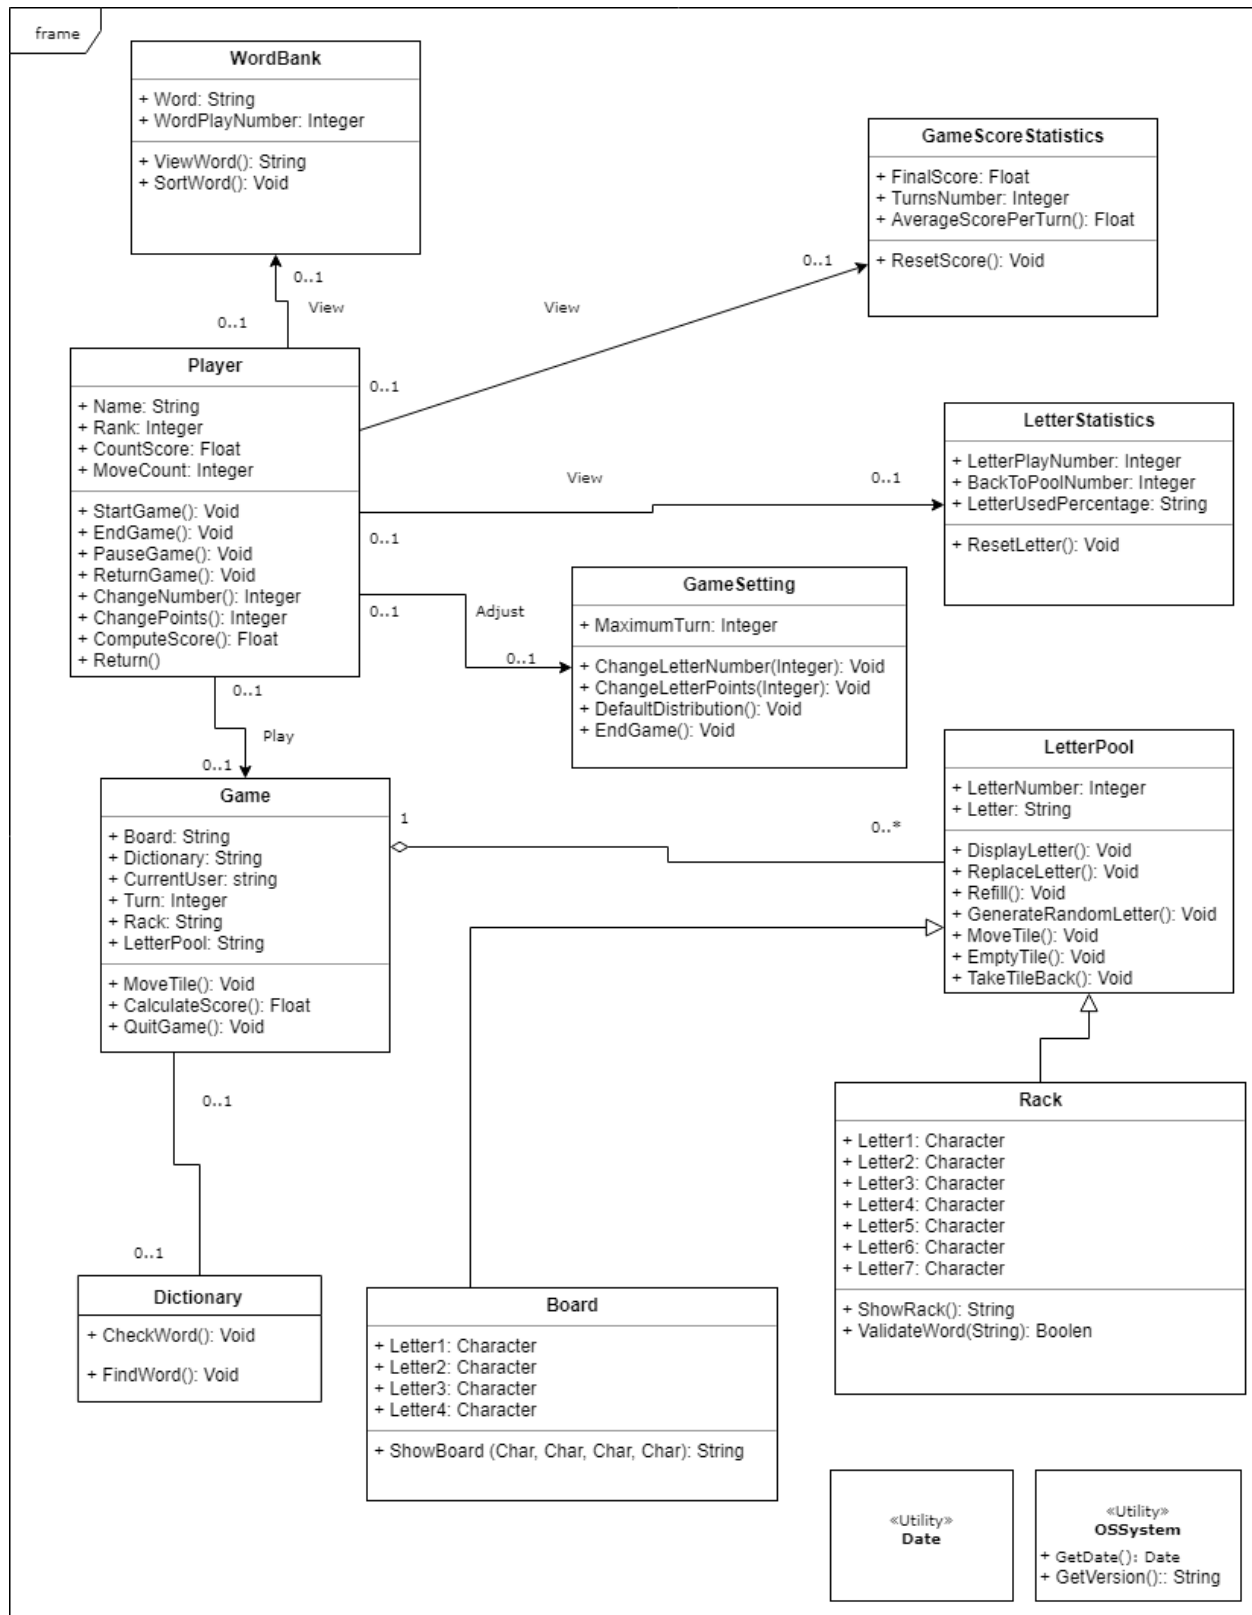 frame
WordBank
+ Word: String
+ WordPlayNumber: Integer
+ ViewWord(): String
+ SortWord(): Void
GameScoreStatistics
+ FinalScore: Float
+ TurnsNumber: Integer
+ AverageScorePerTurn(): Float
+ ResetScore(): Void
0..1
View
0..1
0..1
View
0..1
Player
+ Name: String
+ Rank: Integer
+ CountScore: Float
+ MoveCount: Integer
+ StartGame(): Void
+ EndGame(): Void
+ PauseGame(): Void
+ ReturnGame(): Void
+ ChangeNumber(): Integer
+ ChangePoints(): Integer
+ ComputeScore(): Float
+ Return()
LetterStatistics
+ LetterPlayNumber: Integer
+ BackToPoolNumber: Integer
+ LetterUsedPercentage: String
+ ResetLetter(): Void
View
0..1
0..1
0..1
Adjust
0..1
GameSetting
+ MaximumTurn: Integer
+ ChangeLetterNumber(Integer): Void
+ ChangeLetterPoints(Integer): Void
+ DefaultDistribution(): Void
+ EndGame(): Void
0..1
Play
0..1
Game
+ Board: String
+ Dictionary: String
+ CurrentUser: string
+ Turn: Integer
+ Rack: String
+ LetterPool: String
+ MoveTile(): Void
+ CalculateScore(): Float
+ QuitGame(): Void
1
0..*
LetterPool
+ LetterNumber: Integer
+ Letter: String
+ DisplayLetter(): Void
+ ReplaceLetter(): Void
+ Refill(): Void
+ GenerateRandomLetter(): Void
+ MoveTile(): Void
+ EmptyTile(): Void
+ TakeTileBack(): Void
0..1
0..1
Dictionary
+ CheckWord(): Void
+ FindWord(): Void
Rack
+ Letter1: Character
+ Letter2: Character
+ Letter3: Character
+ Letter4: Character
+ Letter5: Character
+ Letter6: Character
+ Letter7: Character
+ ShowRack(): String
+ ValidateWord(String): Boolen
Board
+ Letter1: Character
+ Letter2: Character
+ Letter3: Character
+ Letter4: Character
+ ShowBoard (Char, Char, Char, Char): String
«Utility»
Date
«Utility»
OSSystem
+ GetDate(): Date
+ GetVersion():: String